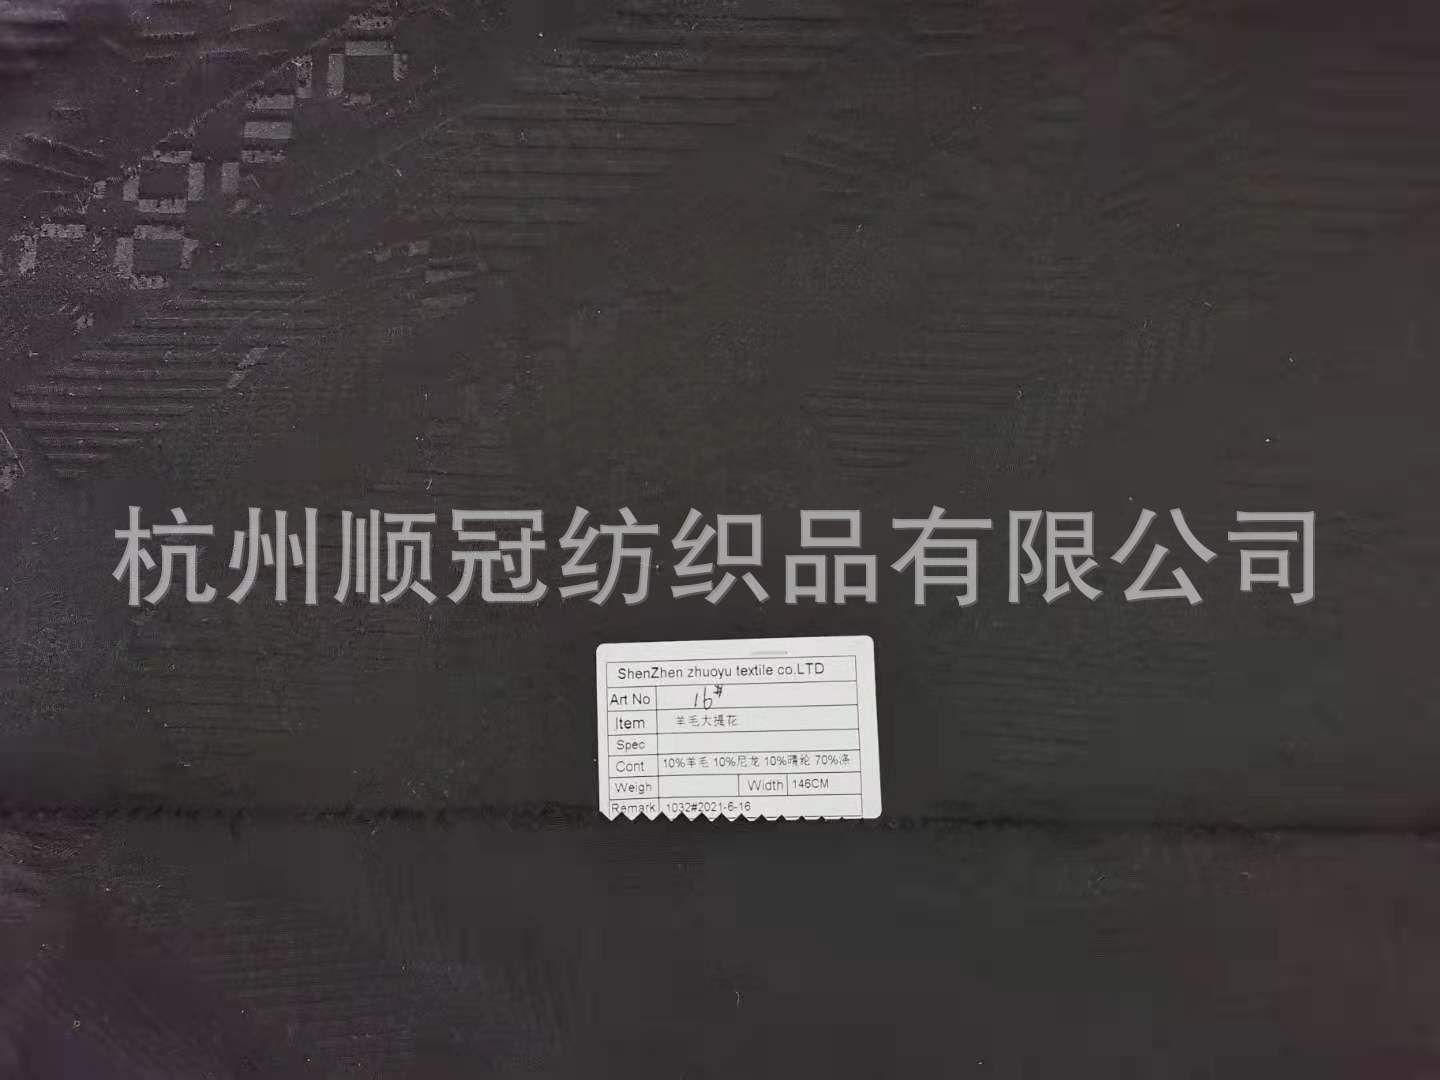 杭州顺冠纺织品有限公司
ShenZhen zhuoyu textile co.LTD
Art No 16#
Item 羊毛大提花
Spec
Cont 10%羊毛 10%尼龙 10%晴纶 70%涤
Weigh Width 146CM
Remark 1032#2021-6-16